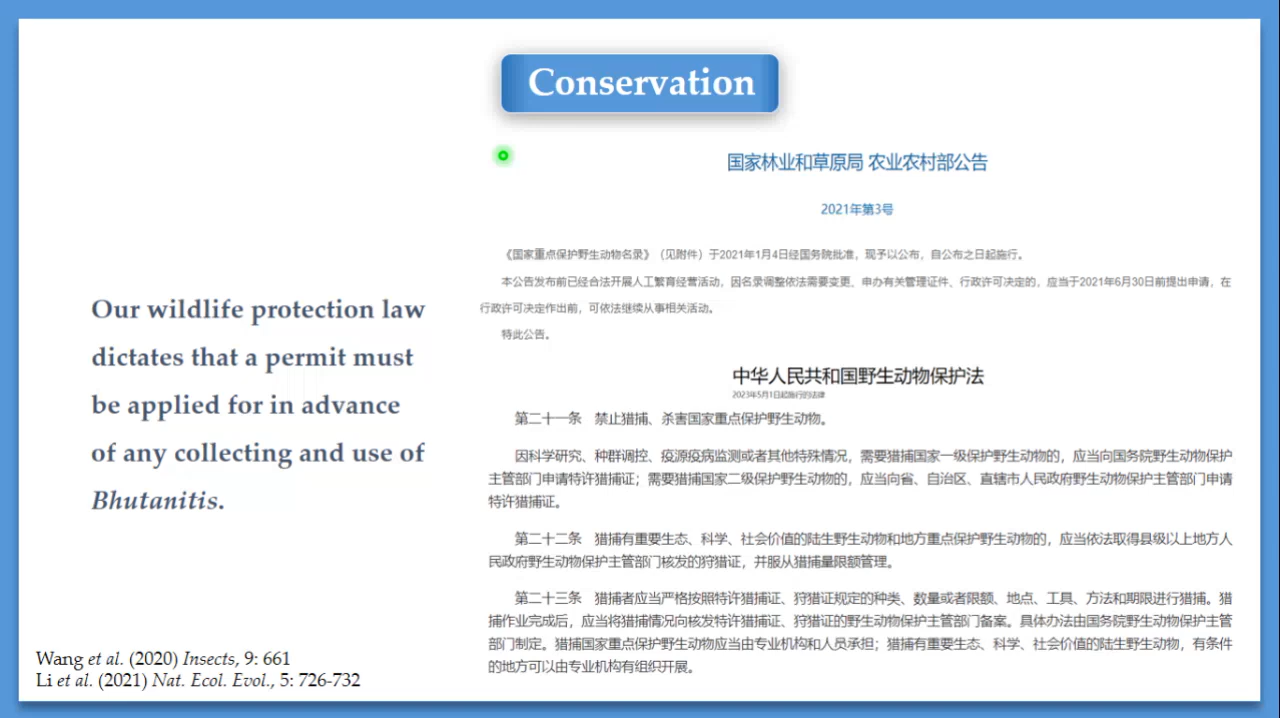 Conservation
Our wildlife protection law
dictates that a permit must
be applied for in advance
of any collecting and use of
Bhutanitis.
Wang et al. (2020) Insects, 9: 661
Li et al. (2021) Nat. Ecol. Evol., 5: 726-732
国家林业和草原局 农业农村部公告
2021年第3号
《国家重点保护野生动物名录》（见附件）于2021年1月4日经国务院批准，现予以公布，自公布之日起施行。
本公告发布前已经合法开展人工繁育经营活动，因名录调整依法需要变更、申办有关管理证件、行政许可决定的，应当于2021年6月30日前提出申请，在
行政许可决定作出前，可依法继续从事相关活动。
特此公告。
中华人民共和国野生动物保护法
2023年5月1日起施行的法律
第二十一条 禁止猎捕、杀害国家重点保护野生动物。
因科学研究、种群调控、疫源疫病监测或者其他特殊情况，需要猎捕国家一级保护野生动物的，应当向国务院野生动物保护
主管部门申请特许猎捕证；需要猎捕国家二级保护野生动物的，应当向省、自治区、直辖市人民政府野生动物保护主管部门申请
特许猎捕证。
第二十二条 猎捕有重要生态、科学、社会价值的陆生野生动物和地方重点保护野生动物的，应当依法取得县级以上地方人
民政府野生动物保护主管部门核发的狩猎证，并服从猎捕量限额管理。
第二十三条 猎捕者应当严格按照特许猎捕证、狩猎证规定的种类、数量或者限额、地点、工具、方法和期限进行猎捕。猎
捕作业完成后，应当将猎捕情况向核发特许猎捕证、狩猎证的野生动物保护主管部门备案。具体办法由国务院野生动物保护主管
部门制定。猎捕国家重点保护野生动物应当由专业机构和人员承担；猎捕有重要生态、科学、社会价值的陆生野生动物，有条件
的地方可以由专业机构有组织开展。